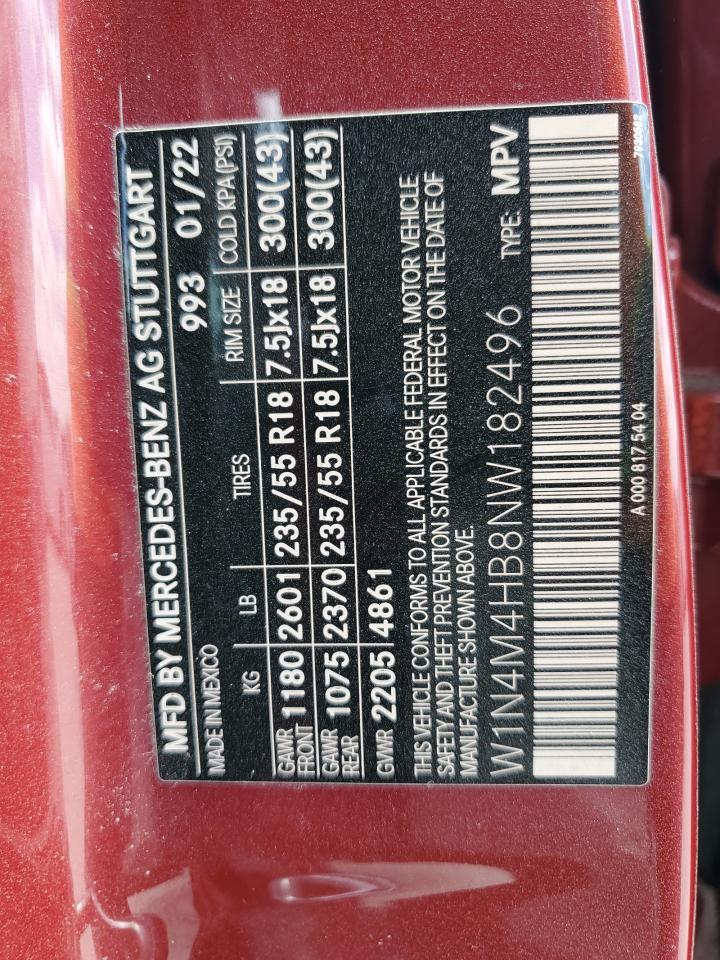 MFD BY MERCEDES-BENZ AG STUTTGART
MADE IN MEXICO 993 01/22
KG LB TIRES RIM SIZE COLD KPA (PSI)
GAWR FRONT 1180 2601 235/55 R18 7.5Jx18 300(43)
GAWR REAR 1075 2370 235/55 R18 7.5Jx18 300(43)
GVWR 2205 4861
THIS VEHICLE CONFORMS TO ALL APPLICABLE FEDERAL MOTOR VEHICLE
SAFETY AND THEFT PREVENTION STANDARDS IN EFFECT ON THE DATE OF
MANUFACTURE SHOWN ABOVE.
W1N4M4HB8NW182496 TYPE: MPV
A 000 817 54 04